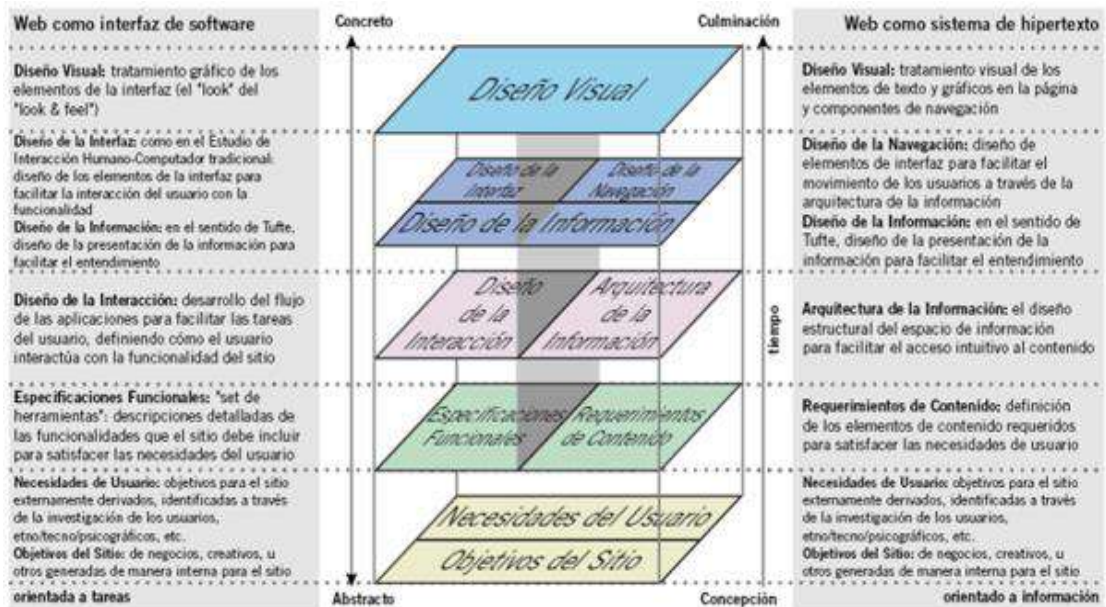 Web como interfaz de software
Diseño Visual: tratamiento gráfico de los
elementos de la interfaz (el "look" del
"look & feel")
Diseño de la Interfaz: como en el Estudio de
Interacción Humano-Computador tradicional:
diseño de los elementos de la interfaz para
facilitar la interacción del usuario con la
funcionalidad
Diseño de la Información: en el sentido de Tufte,
diseño de la presentación de la información para
facilitar el entendimiento
Diseño de la Interacción: desarrollo del flujo
de las aplicaciones para facilitar las tareas
del usuario, definiendo cómo el usuario
interactúa con la funcionalidad del sitio
Especificaciones Funcionales: "set de
herramientas": descripciones detalladas de
las funcionalidades que el sitio debe incluir
para satisfacer las necesidades del usuario
Necesidades de Usuario: objetivos para el sitio
externamente derivados, identificadas a través
de la investigación de los usuarios,
etno/tecno/psicográficos, etc.
Objetivos del Sitio: de negocios, creativos, u
otros generadas de manera interna para el sitio
orientada a tareas
Concreto
Culminación
Diseño Visual
Diseño de la
Interfaz
Diseño de la
Navegación
Diseño de la Información
Diseño
de la
Interacción
Arquitectura
de la
Información
Especificaciones
Funcionales
Requerimientos
de Contenido
Necesidades del Usuario
Objetivos del Sitio
tiempo
Abstracto
Concepción
Web como sistema de hipertexto
Diseño Visual: tratamiento visual de los
elementos de texto y gráficos en la página
y componentes de navegación
Diseño de la Navegación: diseño de
elementos de interfaz para facilitar el
movimiento de los usuarios a través de la
arquitectura de la información
Diseño de la Información: en el sentido de
Tufte, diseño de la presentación de la
información para facilitar el entendimiento
Arquitectura de la Información: el diseño
estructural del espacio de información
para facilitar el acceso intuitivo al contenido
Requerimientos de Contenido: definición
de los elementos de contenido requeridos
para satisfacer las necesidades de usuario
Necesidades de Usuario: objetivos para el sitio
externamente derivados, identificadas a través
de la investigación de los usuarios,
etno/tecno/psicográficos, etc.
Objetivos del Sitio: de negocios, creativos, u
otros generadas de manera interna para el sitio
orientado a información